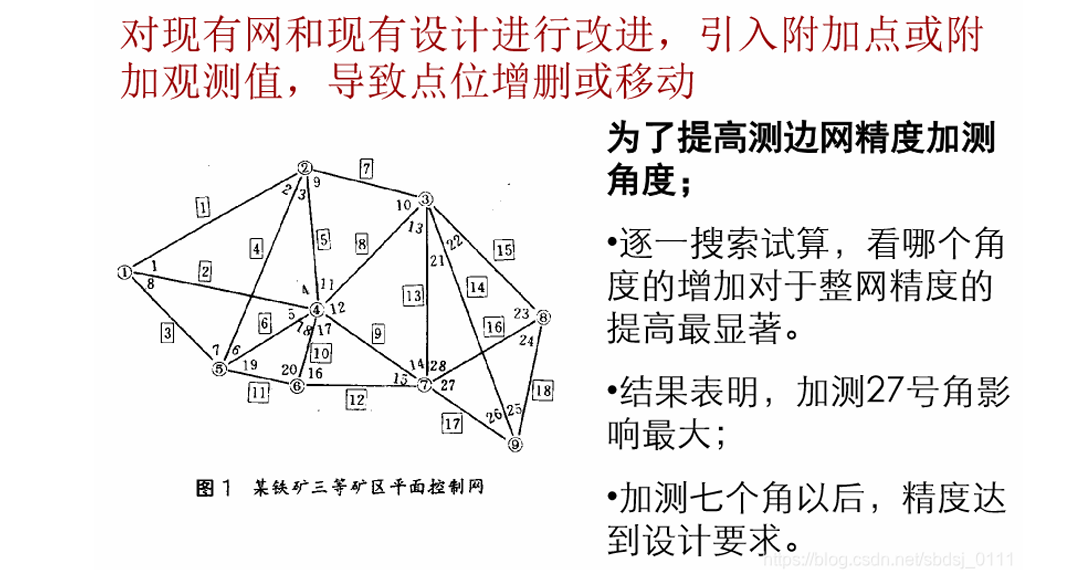 对现有网和现有设计进行改进，引入附加点或附
加观测值，导致点位增删或移动
为了提高测边网精度加测
角度；
•逐一搜索试算，看哪个角
度的增加对于整网精度的
提高最显著。
•结果表明，加测27号角影
响最大；
•加测七个角以后，精度达
到设计要求。
② 7
2 3 9
1 10 ③
13 22
4 5 8 21 15
① 1 2 14
8 4 11 13
5 ④ 12 16 23 ⑧
3 6 18 17 9 24
7 6 10 14 28
⑤ 19 20 16 15 ⑦ 27
11 ⑥ 12 18
17 26 25
⑨
图1 某铁矿三等矿区平面控制网
https://blog.csdn.net/sbdsj_0111